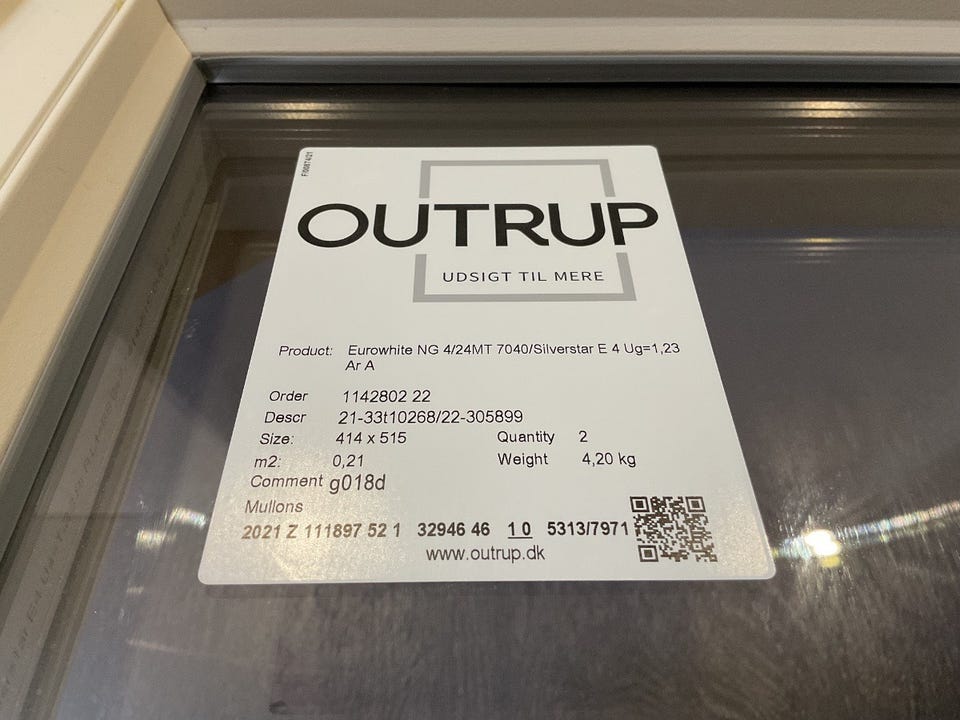 OUTRUP
UDSIGT TIL MERE
Product: Eurowhite NG 4/24MT 7040/Silverstar E 4 Ug=1,23
Ar A
Order 1142802 22
Descr 21-33t10268/22-305899
Size: 414 x 515 Quantity 2
m2: 0,21 Weight 4,20 kg
Comment g018d
Mullons
2021 Z 111897 52 1 32946 46 1 0 5313/7971
www.outrup.dk